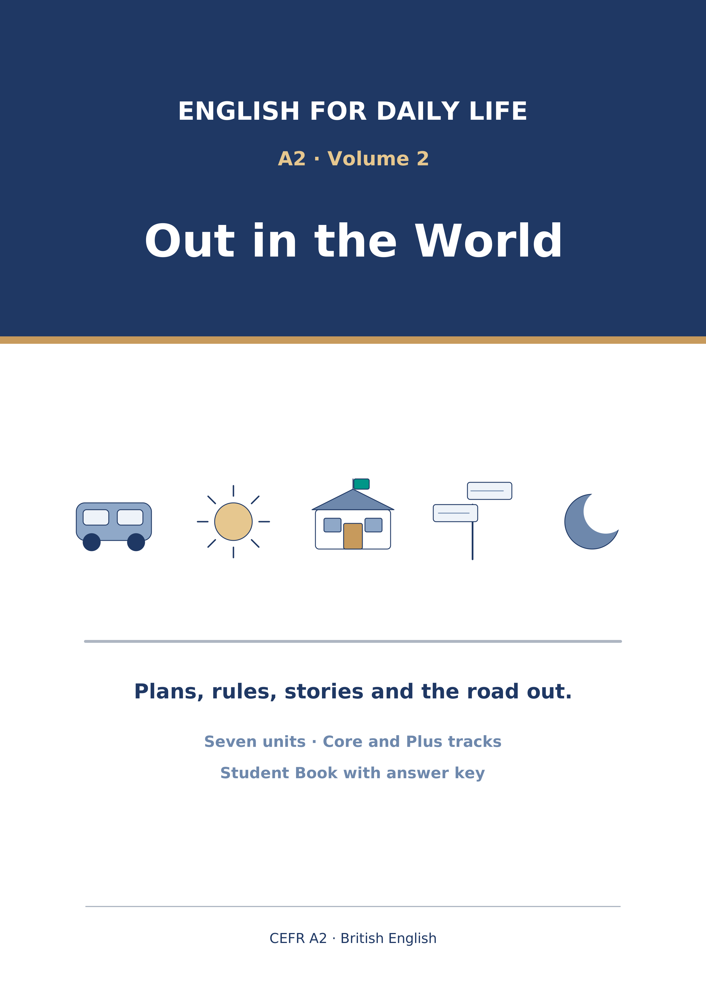 ENGLISH FOR DAILY LIFE
A2 · Volume 2
Out in the World
Plans, rules, stories and the road out.
Seven units · Core and Plus tracks
Student Book with answer key
CEFR A2 · British English